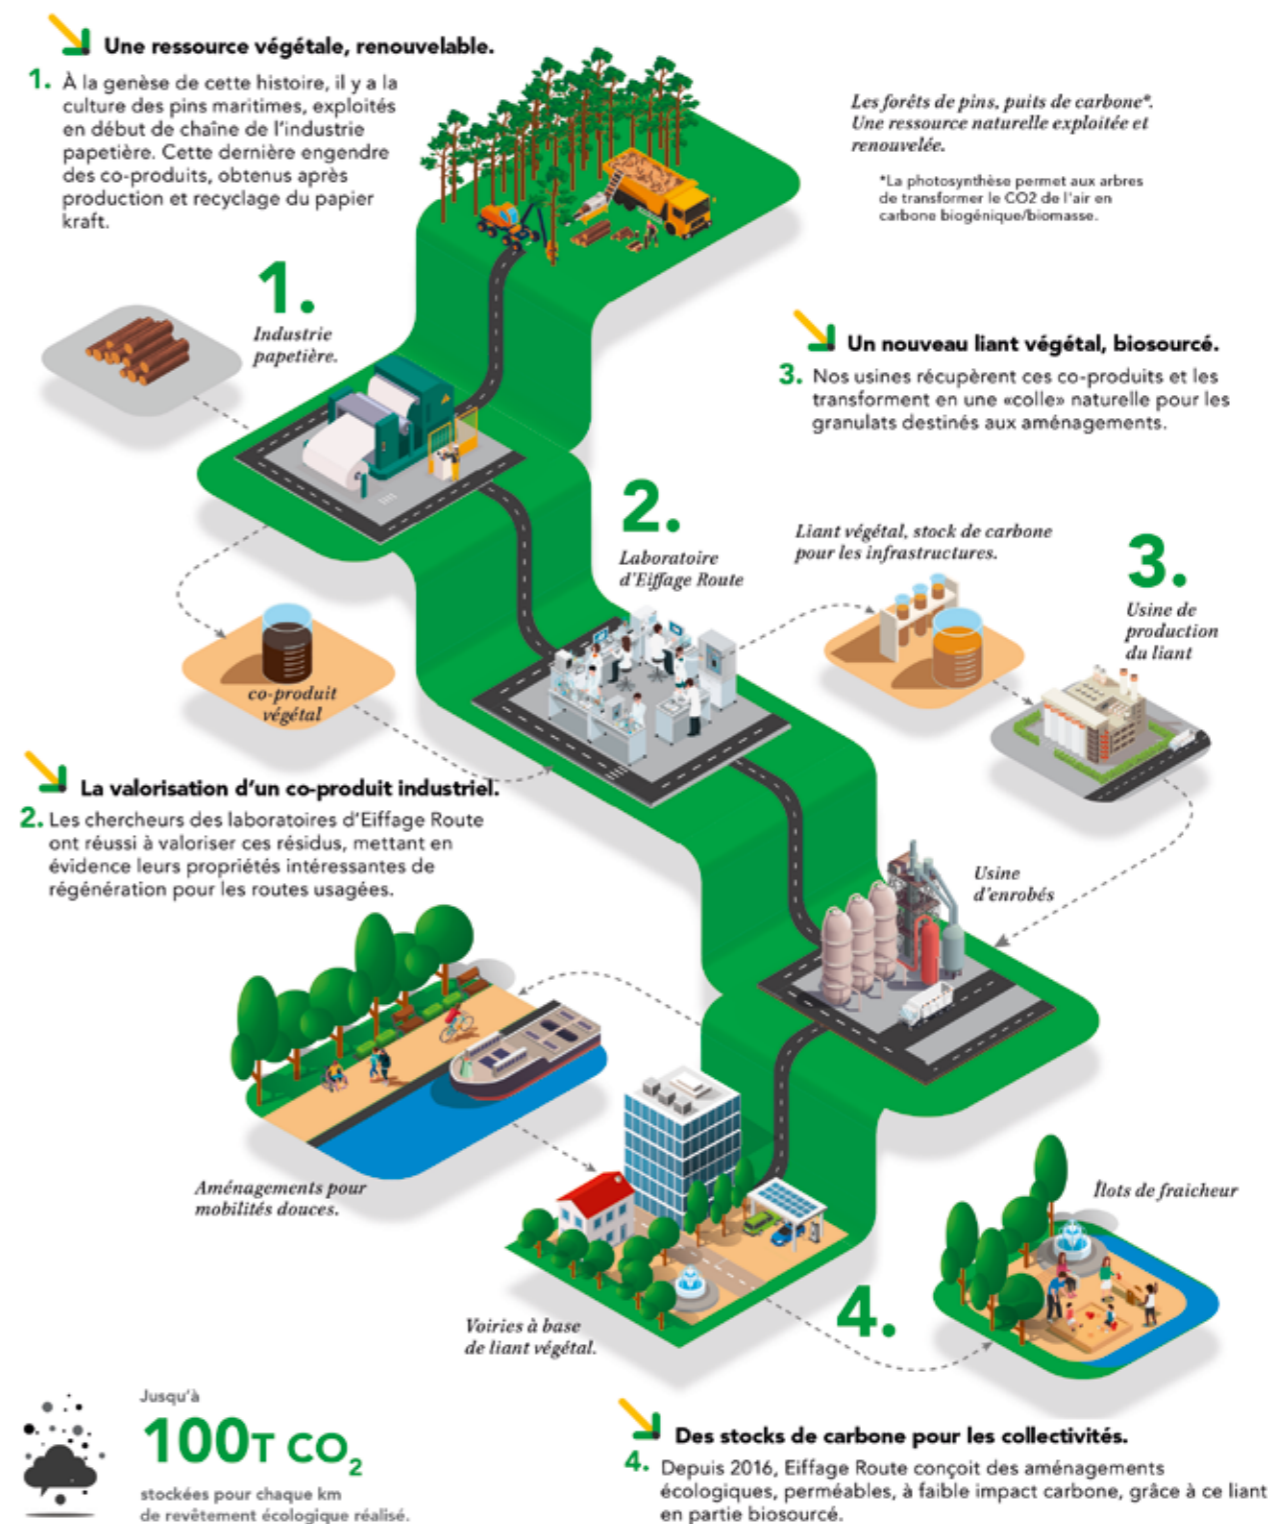 Une ressource végétale, renouvelable.
1. À la genèse de cette histoire, il y a la
culture des pins maritimes, exploités
en début de chaîne de l'industrie
papetière. Cette dernière engendre
des co-produits, obtenus après
production et recyclage du papier
kraft.
Les forêts de pins, puits de carbone*.
Une ressource naturelle exploitée et
renouvelée.
*La photosynthèse permet aux arbres
de transformer le CO2 de l'air en
carbone biogénique/biomasse.
1.
Industrie
papetière.
Un nouveau liant végétal, biosourcé.
3. Nos usines récupèrent ces co-produits et les
transforment en une «colle» naturelle pour les
granulats destinés aux aménagements.
2.
Laboratoire
d'Eiffage Route
Liant végétal, stock de carbone
pour les infrastructures.
3.
Usine de
production
du liant
co-produit
végétal
La valorisation d'un co-produit industriel.
2. Les chercheurs des laboratoires d'Eiffage Route
ont réussi à valoriser ces résidus, mettant en
évidence leurs propriétés intéressantes de
régénération pour les routes usagées.
Usine
d'enrobés
Aménagements pour
mobilités douces.
Îlots de fraicheur
Voiries à base
de liant végétal.
4.
Jusqu'à
100T CO2
stockées pour chaque km
de revêtement écologique réalisé.
Des stocks de carbone pour les collectivités.
4. Depuis 2016, Eiffage Route conçoit des aménagements
écologiques, perméables, à faible impact carbone, grâce à ce liant
en partie biosourcé.